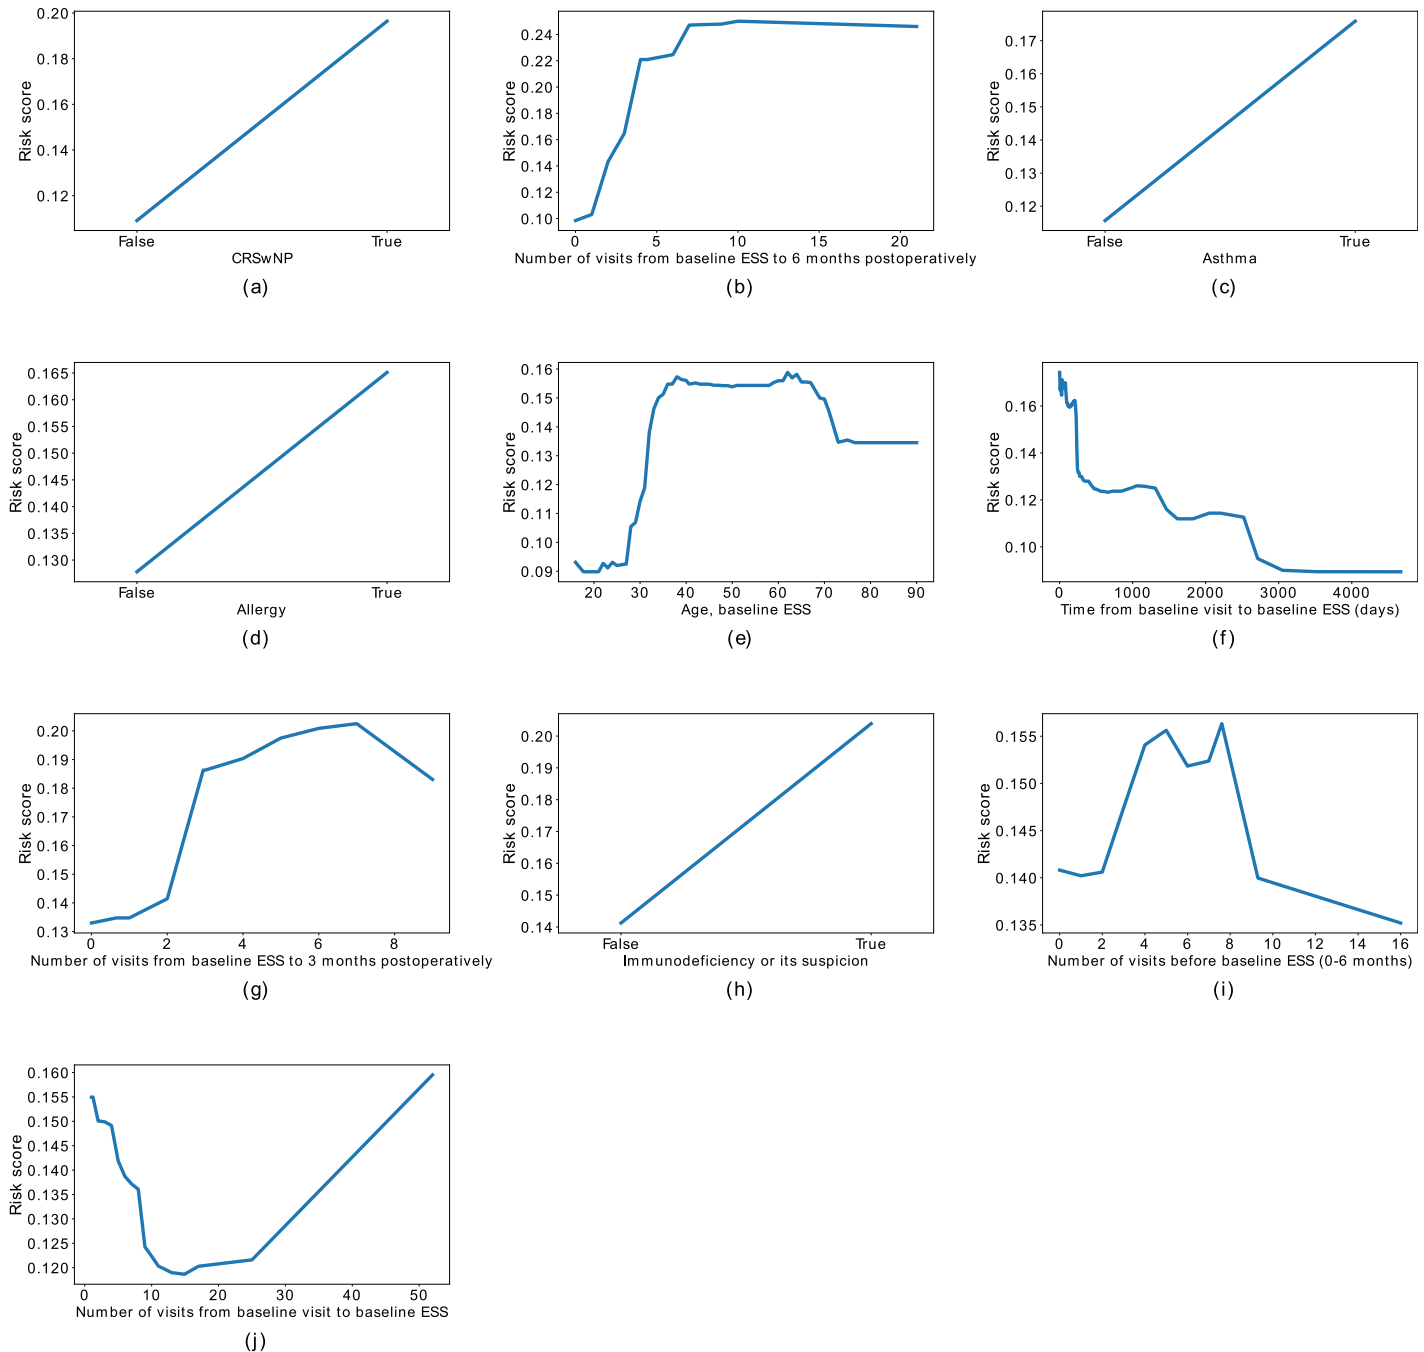 0.20
0.18
0.16
0.14
0.12
Risk score
False
True
CRSwNP
(a)
0.24
0.22
0.20
0.18
0.16
0.14
0.12
0.10
Risk score
0 5 10 15 20
Number of visits from baseline ESS to 6 months postoperatively
(b)
0.17
0.16
0.15
0.14
0.13
0.12
Risk score
False
True
Asthma
(c)
0.165
0.160
0.155
0.150
0.145
0.140
0.135
0.130
Risk score
False
True
Allergy
(d)
0.16
0.15
0.14
0.13
0.12
0.11
0.10
0.09
Risk score
20 30 40 50 60 70 80 90
Age, baseline ESS
(e)
0.16
0.14
0.12
0.10
Risk score
0 1000 2000 3000 4000
Time from baseline visit to baseline ESS (days)
(f)
0.20
0.19
0.18
0.17
0.16
0.15
0.14
0.13
Risk score
0 2 4 6 8
Number of visits from baseline ESS to 3 months postoperatively
(g)
0.20
0.19
0.18
0.17
0.16
0.15
0.14
Risk score
False
True
Immunodeficiency or its suspicion
(h)
0.155
0.150
0.145
0.140
0.135
Risk score
0 2 4 6 8 10 12 14 16
Number of visits before baseline ESS (0-6 months)
(i)
0.160
0.155
0.150
0.145
0.140
0.135
0.130
0.125
0.120
Risk score
0 10 20 30 40 50
Number of visits from baseline visit to baseline ESS
(j)